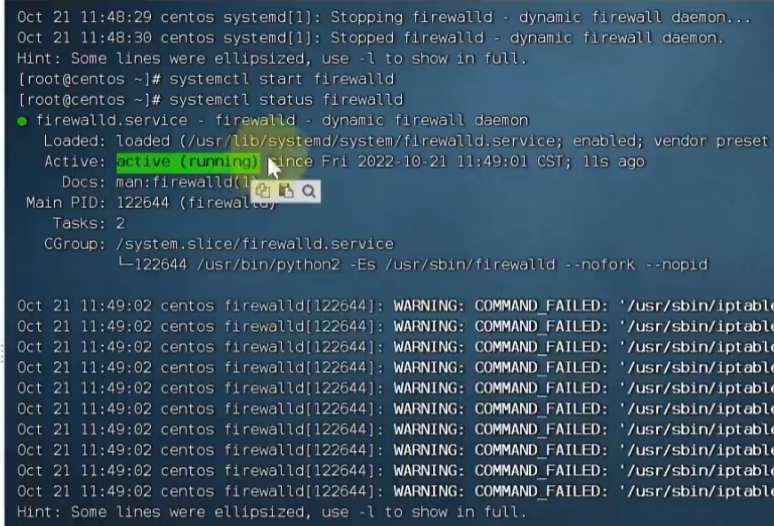 Oct 21 11:48:29 centos systemd[1]: Stopping firewalld - dynamic firewall daemon...
Oct 21 11:48:30 centos systemd[1]: Stopped firewalld - dynamic firewall daemon.
Hint: Some lines were ellipsized, use -l to show in full.
[root@centos ~]# systemctl start firewalld
[root@centos ~]# systemctl status firewalld
● firewalld.service - firewalld - dynamic firewall daemon
Loaded: loaded (/usr/lib/systemd/system/firewalld.service; enabled; vendor preset
Active: active (running) since Fri 2022-10-21 11:49:01 CST; 11s ago
Docs: man:firewalld(1)
Main PID: 122644 (firewalld)
Tasks: 2
CGroup: /system.slice/firewalld.service
└─122644 /usr/bin/python2 -Es /usr/sbin/firewalld --nofork --nopid
Oct 21 11:49:02 centos firewalld[122644]: WARNING: COMMAND_FAILED: '/usr/sbin/iptable
Oct 21 11:49:02 centos firewalld[122644]: WARNING: COMMAND_FAILED: '/usr/sbin/iptable
Oct 21 11:49:02 centos firewalld[122644]: WARNING: COMMAND_FAILED: '/usr/sbin/iptable
Oct 21 11:49:02 centos firewalld[122644]: WARNING: COMMAND_FAILED: '/usr/sbin/iptable
Oct 21 11:49:02 centos firewalld[122644]: WARNING: COMMAND_FAILED: '/usr/sbin/iptable
Oct 21 11:49:02 centos firewalld[122644]: WARNING: COMMAND_FAILED: '/usr/sbin/iptable
Oct 21 11:49:02 centos firewalld[122644]: WARNING: COMMAND_FAILED: '/usr/sbin/iptable
Oct 21 11:49:02 centos firewalld[122644]: WARNING: COMMAND_FAILED: '/usr/sbin/iptable
Oct 21 11:49:02 centos firewalld[122644]: WARNING: COMMAND_FAILED: '/usr/sbin/iptable
Oct 21 11:49:02 centos firewalld[122644]: WARNING: COMMAND_FAILED: '/usr/sbin/iptable
Hint: Some lines were ellipsized, use -l to show in full.